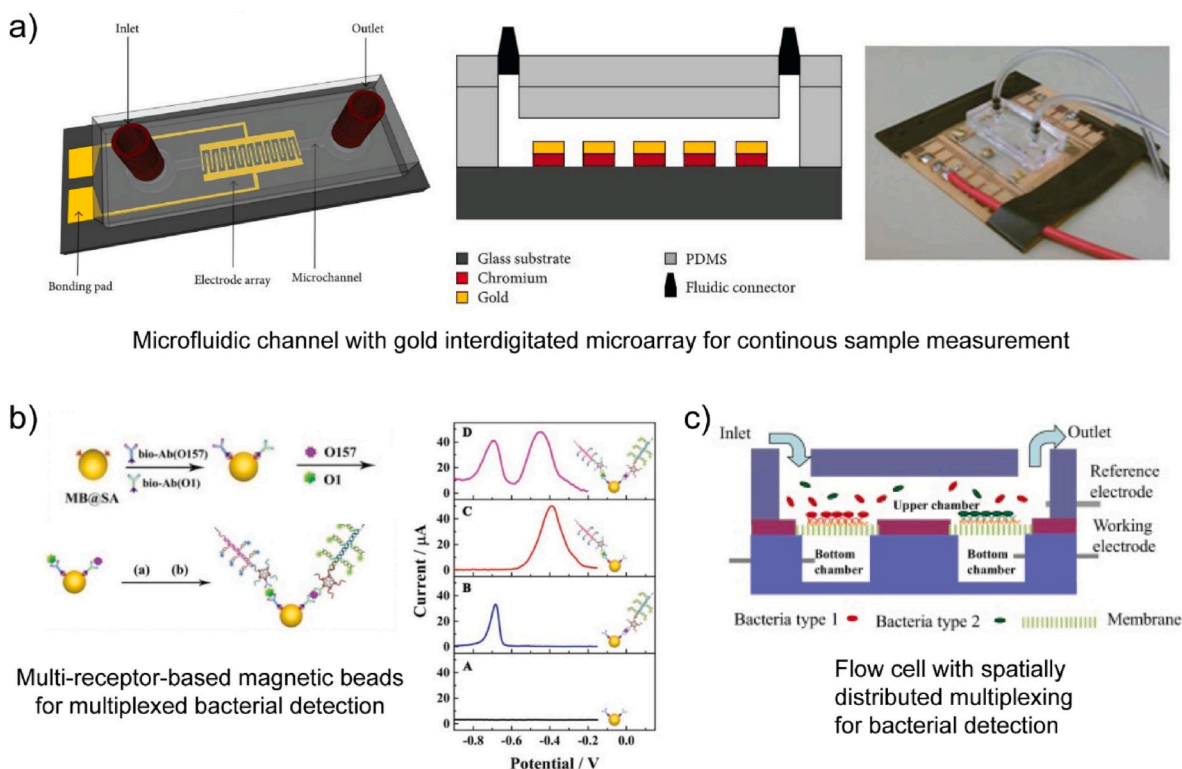 a)
Inlet
Outlet
Bonding pad
Electrode array
Microchannel
Glass substrate
Chromium
Gold
PDMS
Fluidic connector
Microfluidic channel with gold interdigitated microarray for continous sample measurement
b)
MB@SA
bio-Ab(O157)
bio-Ab(O1)
O157
O1
(a)
(b)
Multi-receptor-based magnetic beads
for multiplexed bacterial detection
Current / μA
D
40
20
0
C
40
20
0
B
40
20
0
A
40
20
0
-0.8
-0.6
-0.4
-0.2
0.0
Potential / V
c)
Inlet
Outlet
Upper chamber
Reference
electrode
Working
electrode
Bottom
chamber
Bottom
chamber
Bacteria type 1
Bacteria type 2
Membrane
Flow cell with spatially
distributed multiplexing
for bacterial detection